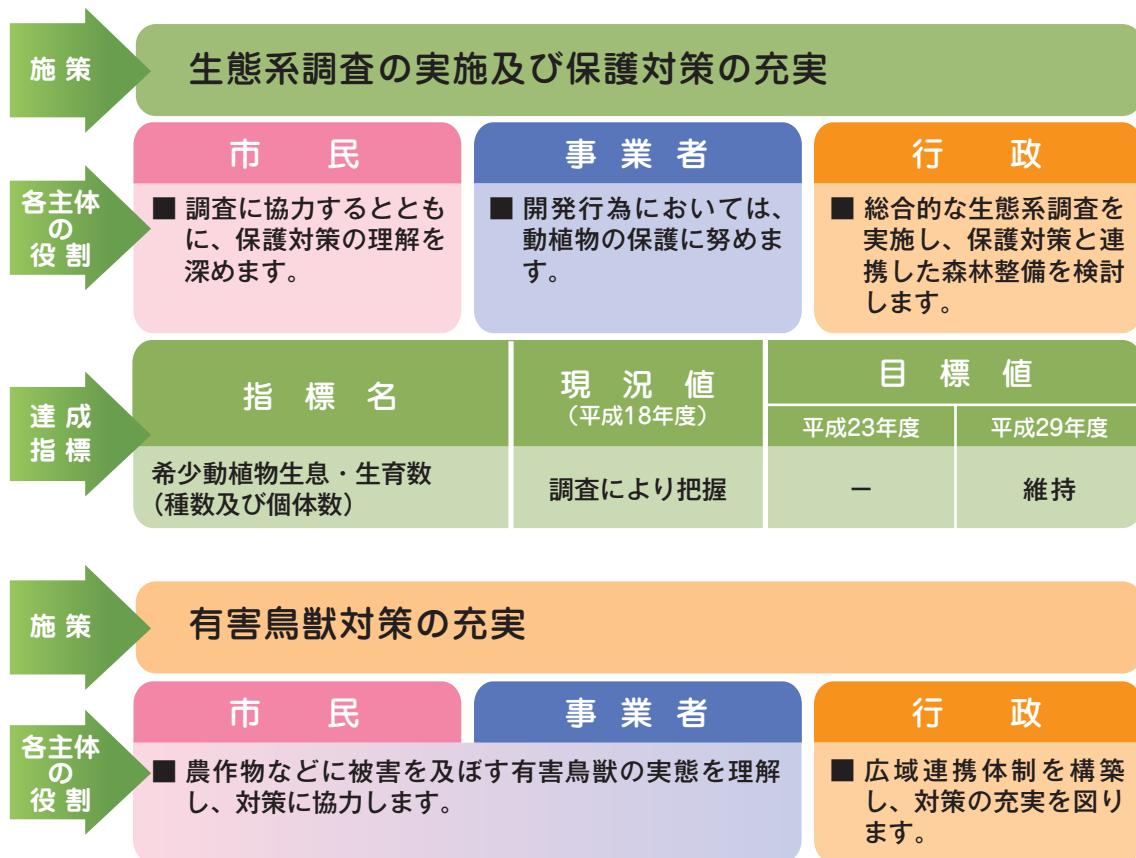 施策
生態系調査の実施及び保護対策の充実
各主体
の
役割
市民
■ 調査に協力するととも
に、保護対策の理解を
深めます。
事業者
■ 開発行為においては、
動植物の保護に努めま
す。
行政
■ 総合的な生態系調査を
実施し、保護対策と連
携した森林整備を検討
します。
達成
指標
指標名
現況値
（平成18年度）
目標値
平成23年度
平成29年度
希少動植物生息・生育数
（種数及び個体数）
調査により把握
－
維持
施策
有害鳥獣対策の充実
各主体
の
役割
市民
事業者
■ 農作物などに被害を及ぼす有害鳥獣の実態を理解
し、対策に協力します。
行政
■ 広域連携体制を構築
し、対策の充実を図り
ます。